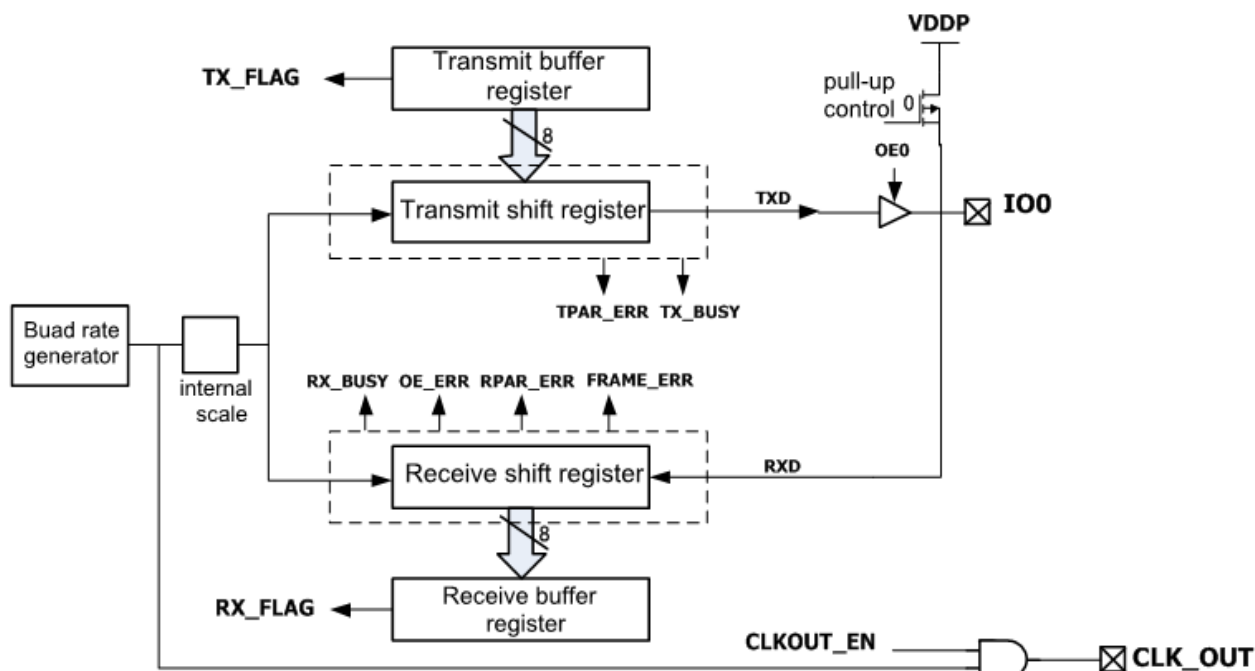 VDDP
Transmit buffer
register
TX_FLAG
pull-up
control
0
8
OE0
Transmit shift register
TXD
IO0
TPAR_ERR TX_BUSY
Buad rate
generator
internal
scale
RX_BUSY OE_ERR RPAR_ERR FRAME_ERR
Receive shift register
RXD
8
Receive buffer
register
RX_FLAG
CLKOUT_EN
CLK_OUT